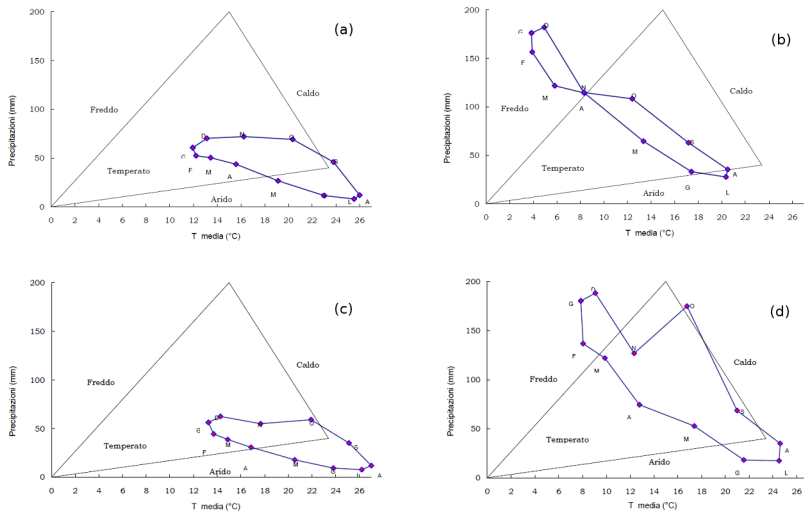 200
(a)
150
Precipitazioni (mm)
100
Freddo
Caldo
D N O
50
G S
Temperato
F M A
M
Arido
L A
0
0 2 4 6 8 10 12 14 16 18 20 22 24 26
T media (°C)
200
G D
(b)
150
F
Precipitazioni (mm)
Caldo
M N O
100
Freddo
A
S
50
M
Temperato
A
G L
Arido
0
0 2 4 6 8 10 12 14 16 18 20 22 24 26
T media (°C)
200
(c)
150
Precipitazioni (mm)
Caldo
100
Freddo
50
G D N O
Temperato
M S
F
A M G L A
Arido
0
0 2 4 6 8 10 12 14 16 18 20 22 24 26
T media (°C)
200
G D O
(d)
150
N
F
Precipitazioni (mm)
M
Caldo
100
Freddo
A S
50
M
Temperato
A
Arido
G L
0
0 2 4 6 8 10 12 14 16 18 20 22 24 26
T media (°C)